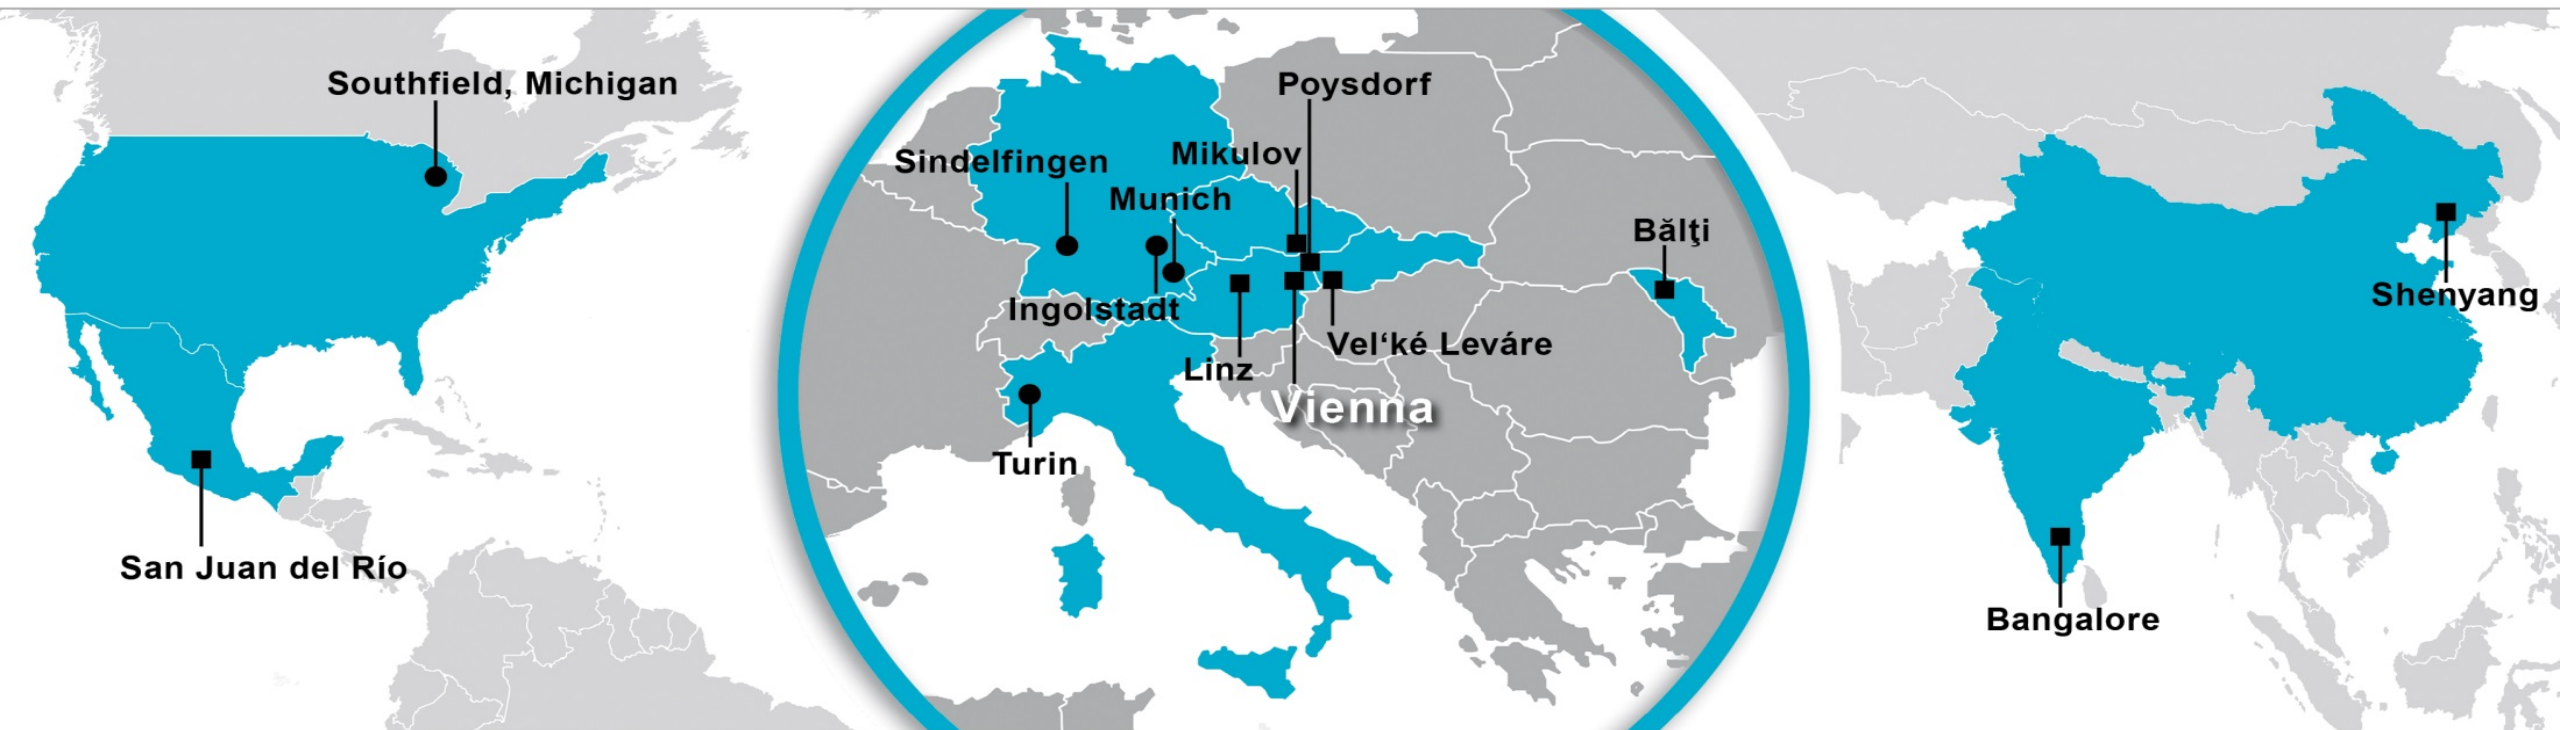 Southfield, Michigan
San Juan del Río
Poysdorf
Mikulov
Sindelfingen
Munich
Bălţi
Ingolstadt
Vel‘ké Leváre
Linz
Vienna
Turin
Shenyang
Bangalore